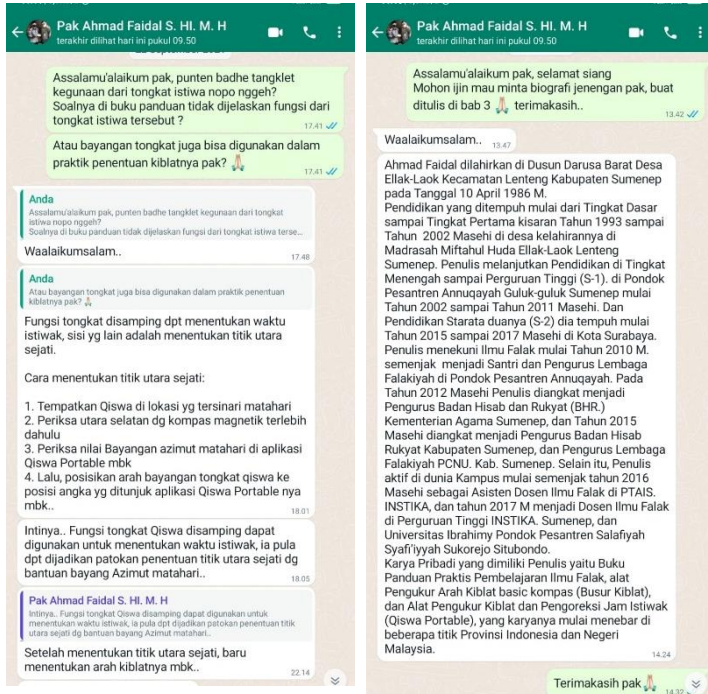 Pak Ahmad Faidal S. HI. M. H
terakhir dilihat hari ini pukul 09.50
Assalamu'alaikum pak, punten badhe tangklet
kegunaan dari tongkat istiwa nopo nggeh?
Soalnya di buku panduan tidak dijelaskan fungsi dari
tongkat istiwa tersebut ?
17.41
Atau bayangan tongkat juga bisa digunakan dalam
praktik penentuan kiblatnya pak? 🙏
17.41
Anda
Assalamu'alaikum pak, punten badhe tangklet kegunaan dari tongkat
istiwa nopo nggeh?
Soalnya di buku panduan tidak dijelaskan fungsi dari tongkat istiwa terse...
Waalaikumsalam..
17.48
Anda
Atau bayangan tongkat juga bisa digunakan dalam praktik penentuan
kiblatnya pak? 🙏
Fungsi tongkat disamping dpt menentukan waktu
istiwak, sisi yg lain adalah menentukan titik utara
sejati.
Cara menentukan titik utara sejati:
1. Tempatkan Qiswa di lokasi yg tersinari matahari
2. Periksa utara selatan dg kompas magnetik terlebih
dahulu
3. Periksa nilai Bayangan azimut matahari di aplikasi
Qiswa Portable mbk
4. Lalu, posisikan arah bayangan tongkat qiswa ke
posisi angka yg ditunjuk aplikasi Qiswa Portable nya
mbk..
18.01
Intinya.. Fungsi tongkat Qiswa disamping dapat
digunakan untuk menentukan waktu istiwak, ia pula
dpt dijadikan patokan penentuan titik utara sejati dg
bantuan bayang Azimut matahari..
18.05
Pak Ahmad Faidal S. HI. M. H
Intinya.. Fungsi tongkat Qiswa disamping dapat digunakan untuk
menentukan waktu istiwak, ia pula dpt dijadikan patokan penentuan titik
utara sejati dg bantuan bayang Azimut matahari..
Setelah menentukan titik utara sejati, baru
menentukan arah kiblatnya mbk..
22.14
Pak Ahmad Faidal S. HI. M. H
terakhir dilihat hari ini pukul 09.50
Assalamu'alaikum pak, selamat siang
Mohon ijin mau minta biografi jenengan pak, buat
ditulis di bab 3 🙏 terimakasih..
13.42
Waalaikumsalam..
13.47
Ahmad Faidal dilahirkan di Dusun Darusa Barat Desa
Ellak-Laok Kecamatan Lenteng Kabupaten Sumenep
pada Tanggal 10 April 1986 M.
Pendidikan yang ditempuh mulai dari Tingkat Dasar
sampai Tingkat Pertama kisaran Tahun 1993 sampai
Tahun 2002 Masehi di desa kelahirannya di
Madrasah Miftahul Huda Ellak-Laok Lenteng
Sumenep. Penulis melanjutkan Pendidikan di Tingkat
Menengah sampai Perguruan Tinggi (S-1). di Pondok
Pesantren Annuqayah Guluk-guluk Sumenep mulai
Tahun 2002 sampai Tahun 2011 Masehi. Dan
Pendidikan Starata duanya (S-2) dia tempuh mulai
Tahun 2015 sampai 2017 Masehi di Kota Surabaya.
Penulis menekuni Ilmu Falak mulai Tahun 2010 M.
semenjak menjadi Santri dan Pengurus Lembaga
Falakiyah di Pondok Pesantren Annuqayah. Pada
Tahun 2012 Masehi Penulis diangkat menjadi
Pengurus Badan Hisab dan Rukyat (BHR.)
Kementerian Agama Sumenep, dan Tahun 2015
Masehi diangkat menjadi Pengurus Badan Hisab
Rukyat Kabupaten Sumenep, dan Pengurus Lembaga
Falakiyah PCNU. Kab. Sumenep. Selain itu, Penulis
aktif di dunia Kampus mulai semenjak tahun 2016
Masehi sebagai Asisten Dosen Ilmu Falak di PTAIS.
INSTIKA, dan tahun 2017 M menjadi Dosen Ilmu Falak
di Perguruan Tinggi INSTIKA. Sumenep, dan
Universitas Ibrahimy Pondok Pesantren Salafiyah
Syafi'iyyah Sukorejo Situbondo.
Karya Pribadi yang dimiliki Penulis yaitu Buku
Panduan Praktis Pembelajaran Ilmu Falak, alat
Pengukur Arah Kiblat basic kompas (Busur Kiblat),
dan Alat Pengukur Kiblat dan Pengoreksi Jam Istiwak
(Qiswa Portable), yang karyanya mulai menebar di
beberapa titik Provinsi Indonesia dan Negeri
Malaysia.
14.24
Terimakasih pak 🙏
14.32